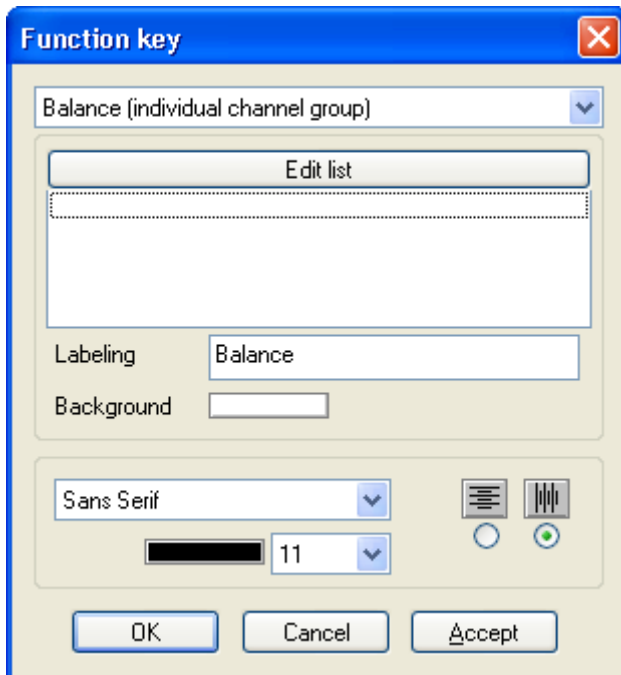 Function key
Balance (individual channel group)
Edit list
Labeling Balance
Background
Sans Serif
11
OK Cancel Accept